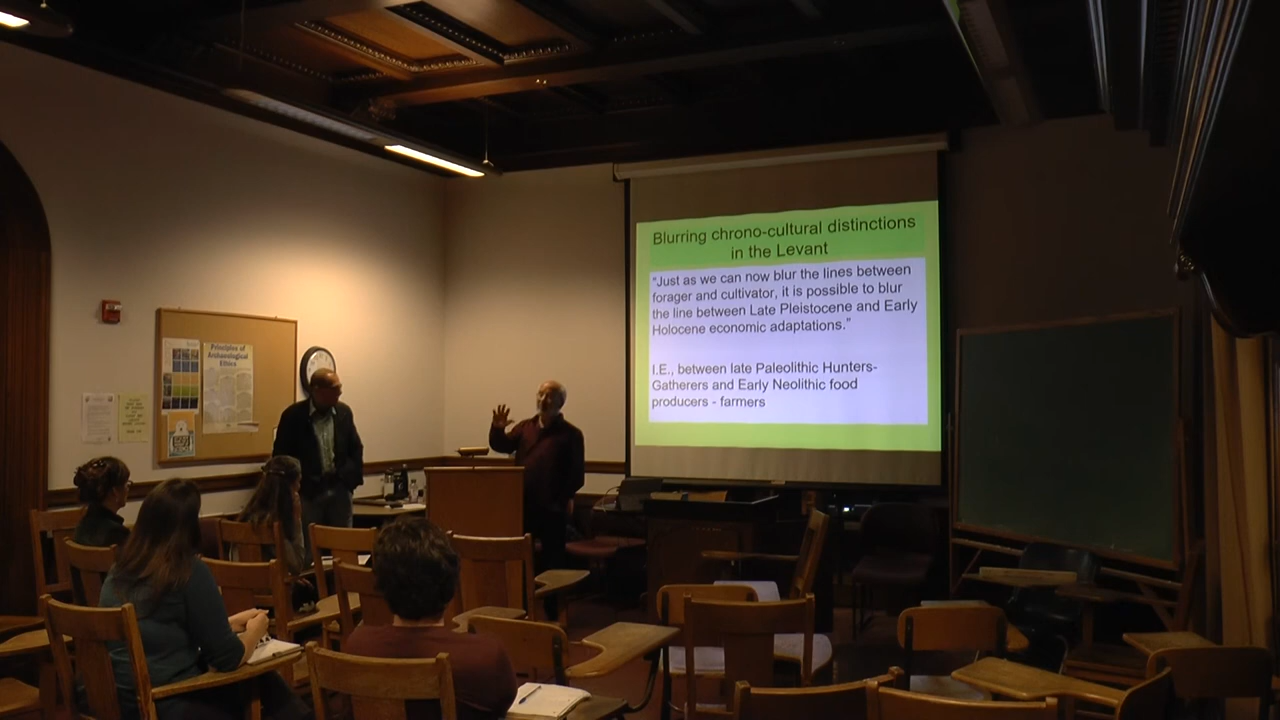 Blurring chrono-cultural distinctions
in the Levant
“Just as we can now blur the lines between
forager and cultivator, it is possible to blur
the line between Late Pleistocene and Early
Holocene economic adaptations.”
I.E., between late Paleolithic Hunters-
Gatherers and Early Neolithic food
producers - farmers
Principles of
Archaeological
Ethics